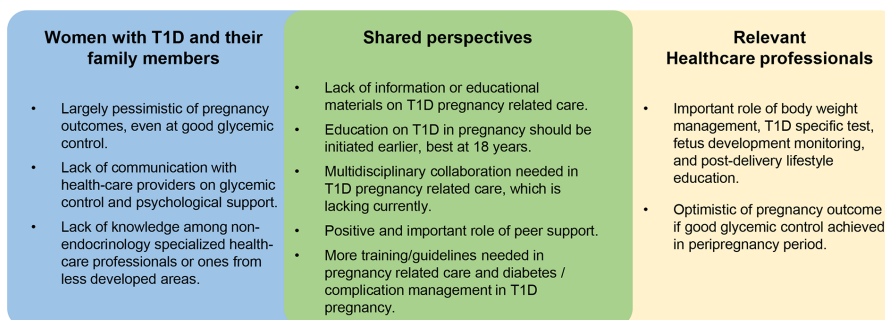 Women with T1D and their
family members
• Largely pessimistic of pregnancy
outcomes, even at good glycemic
control.
• Lack of communication with
health-care providers on glycemic
control and psychological support.
• Lack of knowledge among non-
endocrinology specialized health-
care professionals or ones from
less developed areas.
Shared perspectives
• Lack of information or educational
materials on T1D pregnancy related care.
• Education on T1D in pregnancy should be
initiated earlier, best at 18 years.
• Multidisciplinary collaboration needed in
T1D pregnancy related care, which is
lacking currently.
• Positive and important role of peer support.
• More training/guidelines needed in
pregnancy related care and diabetes /
complication management in T1D
pregnancy.
Relevant
Healthcare professionals
• Important role of body weight
management, T1D specific test,
fetus development monitoring,
and post-delivery lifestyle
education.
• Optimistic of pregnancy outcome
if good glycemic control achieved
in peripregnancy period.